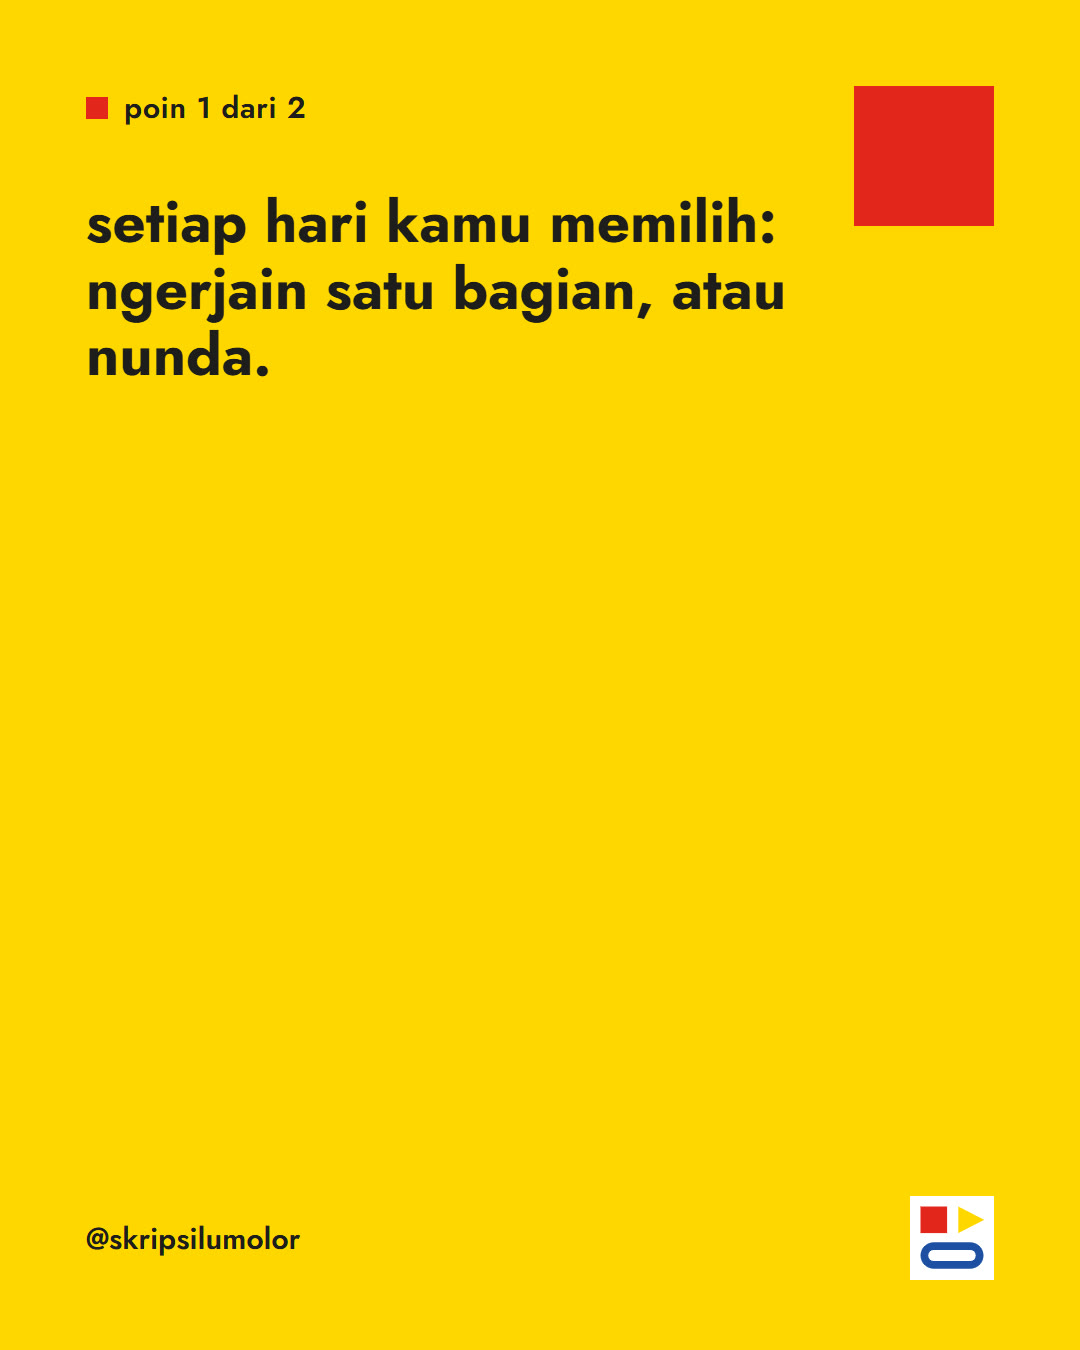 poin 1 dari 2
setiap hari kamu memilih:
ngerjain satu bagian, atau
nunda.
@skripsilumolor